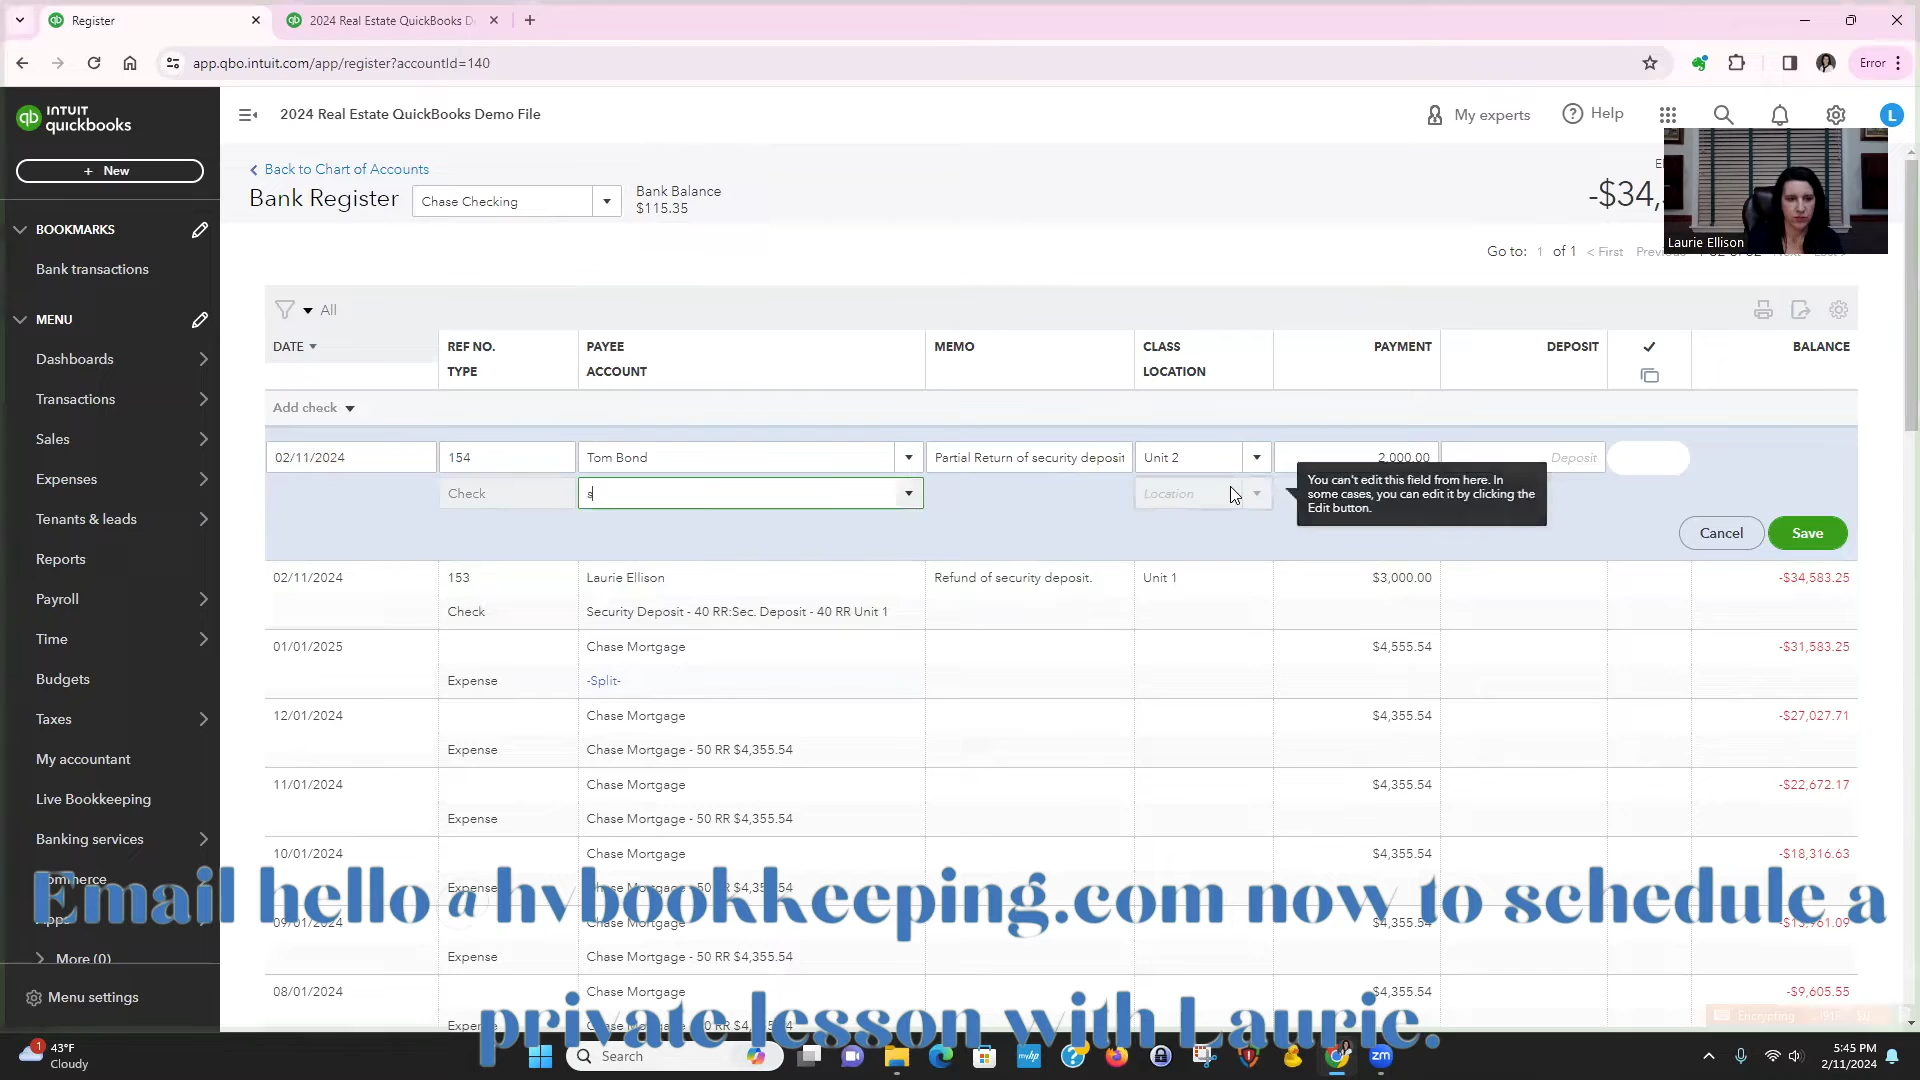 Register
2024 Real Estate QuickBooks D
app.qbo.intuit.com/app/register?accountId=140
Error
INTUIT
quickbooks
+ New
BOOKMARKS
Bank transactions
MENU
Dashboards
Transactions
Sales
Expenses
Tenants & leads
Reports
Payroll
Time
Budgets
Taxes
My accountant
Live Bookkeeping
Banking services
ommerce
Apps
More (0)
Menu settings
2024 Real Estate QuickBooks Demo File
My experts
Help
L
Back to Chart of Accounts
Bank Register
Chase Checking
Bank Balance
$115.35
-$34,
Laurie Ellison
Go to: 1 of 1 < First
All
DATE REF NO. PAYEE MEMO CLASS PAYMENT DEPOSIT BALANCE
TYPE ACCOUNT LOCATION
Add check
02/11/2024 154 Tom Bond Partial Return of security deposit Unit 2 2,000.00 Deposit
Check s Location
You can't edit this field from here. In
some cases, you can edit it by clicking the
Edit button.
Cancel Save
02/11/2024 153 Laurie Ellison Refund of security deposit. Unit 1 $3,000.00 -$34,583.25
Check Security Deposit - 40 RR:Sec. Deposit - 40 RR Unit 1
01/01/2025 Chase Mortgage $4,555.54 -$31,583.25
Expense -Split-
12/01/2024 Chase Mortgage $4,355.54 -$27,027.71
Expense Chase Mortgage - 50 RR $4,355.54
11/01/2024 Chase Mortgage $4,355.54 -$22,672.17
Expense Chase Mortgage - 50 RR $4,355.54
10/01/2024 Chase Mortgage $4,355.54 -$18,316.63
Expense Chase Mortgage - 50 RR $4,355.54
Email hello@hvbookkeeping.com now to schedule a
09/01/2024 Chase Mortgage $4,355.54 -$13,961.09
Expense Chase Mortgage - 50 RR $4,355.54
08/01/2024 Chase Mortgage $4,355.54 -$9,605.55
private lesson with Laurie.
Expense
Encrypting
1
43°F
Cloudy
Search
zm
5:45 PM
2/11/2024